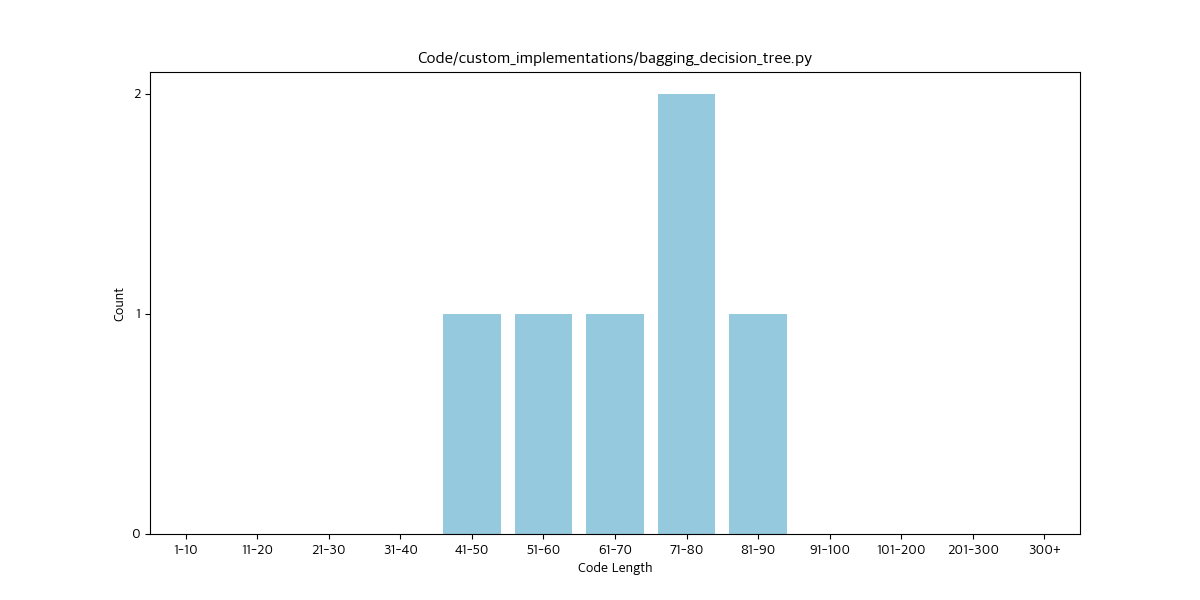 Code/custom_implementations/bagging_decision_tree.py
Count
2
1
0
1-10 11-20 21-30 31-40 41-50 51-60 61-70 71-80 81-90 91-100 101-200 201-300 300+
Code Length